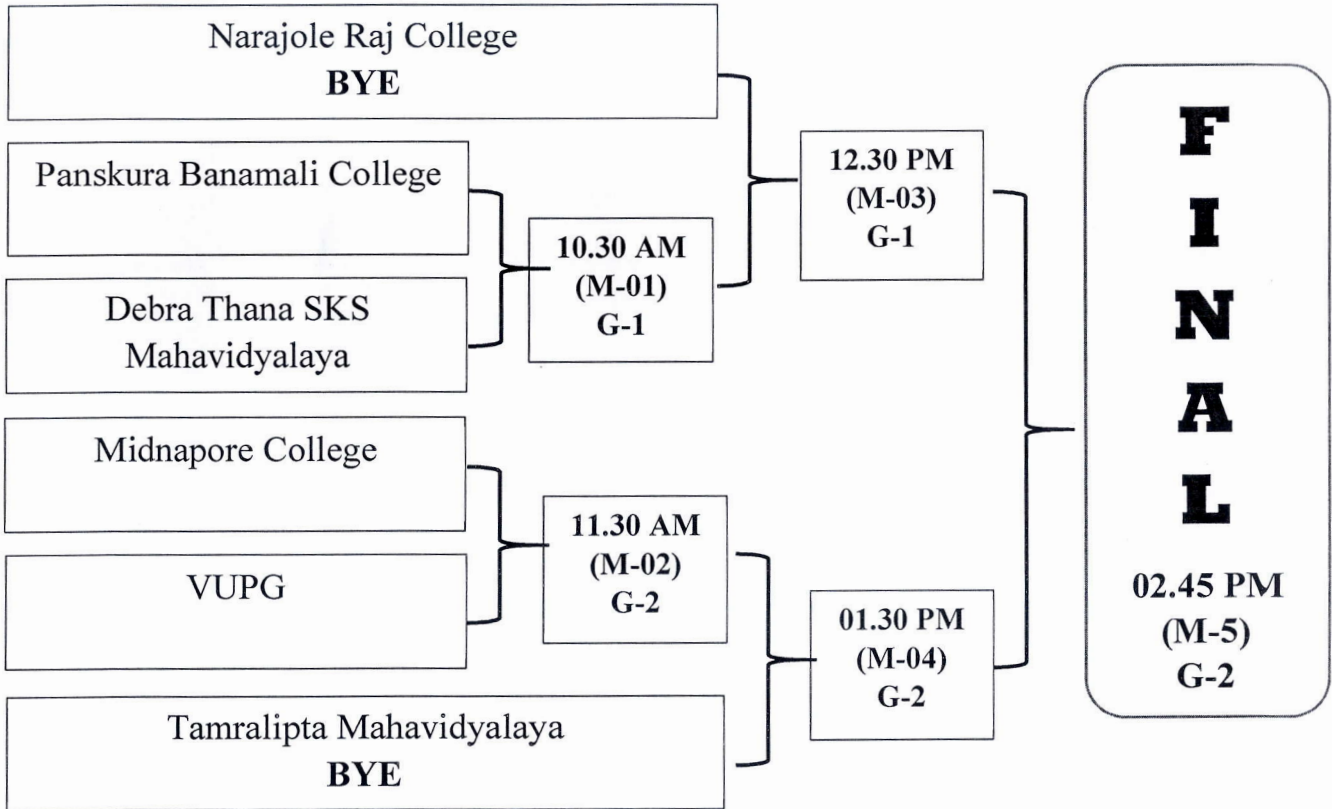 Narajole Raj College
BYE
Panskura Banamali College
Debra Thana SKS
Mahavidyalaya
Midnapore College
VUPG
Tamralipta Mahavidyalaya
BYE
10.30 AM
(M-01)
G-1
11.30 AM
(M-02)
G-2
12.30 PM
(M-03)
G-1
01.30 PM
(M-04)
G-2
F
I
N
A
L
02.45 PM
(M-5)
G-2